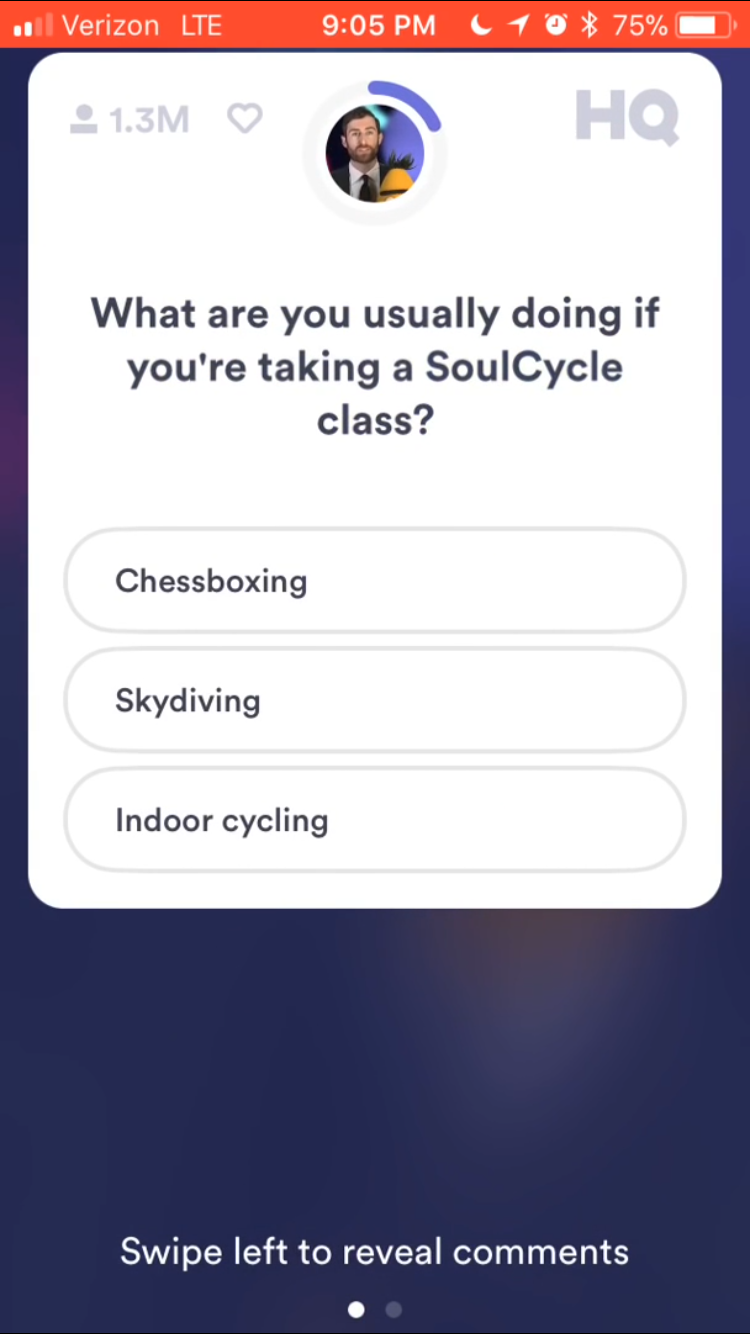 Verizon LTE 9:05 PM 75%
1.3M HQ
What are you usually doing if
you're taking a SoulCycle
class?
Chessboxing
Skydiving
Indoor cycling
Swipe left to reveal comments